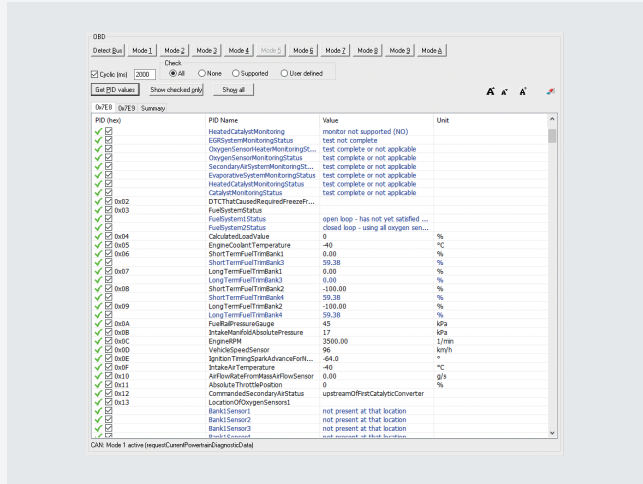 OBD
Detect Bus Mode 1 Mode 2 Mode 3 Mode 4 Mode 5 Mode 6 Mode 7 Mode 8 Mode 9 Mode A
Check
Cyclic (ms) 2000 All None Supported User defined
Get PID values Show checked only Show all A A A
0x7E8 0x7E9 Summary
PID (hex) PID Name Value Unit
HeatedCatalystMonitoring monitor not supported (NO)
EGRSystemMonitoringStatus test not complete
OxygenSensorHeaterMonitoringSt... test complete or not applicable
OxygenSensorMonitoringStatus test complete or not applicable
SecondaryAirSystemMonitoringSt... test complete or not applicable
EvaporativeSystemMonitoringStatus test complete or not applicable
HeatedCatalystMonitoringStatus test complete or not applicable
CatalystMonitoringStatus test complete or not applicable
0x02 DTCThatCausedRequiredFreezeFr...
0x03 FuelSystemStatus
FuelSystem1Status open loop - has not yet satisfied ...
FuelSystem2Status closed loop - using all oxygen sen...
0x04 CalculatedLoadValue 0 %
0x05 EngineCoolantTemperature -40 °C
0x06 ShortTermFuelTrimBank1 0.00 %
ShortTermFuelTrimBank3 59.38 %
0x07 LongTermFuelTrimBank1 0.00 %
LongTermFuelTrimBank3 0.00 %
0x08 ShortTermFuelTrimBank2 -100.00 %
ShortTermFuelTrimBank4 59.38 %
0x09 LongTermFuelTrimBank2 -100.00 %
LongTermFuelTrimBank4 59.38 %
0x0A FuelRailPressureGauge 45 kPa
0x0B IntakeManifoldAbsolutePressure 17 kPa
0x0C EngineRPM 3500.00 1/min
0x0D VehicleSpeedSensor 96 km/h
0x0E IgnitionTimingSparkAdvanceForN... -64.0 °
0x0F IntakeAirTemperature -40 °C
0x10 AirFlowRateFromMassAirFlowSensor 0.00 g/s
0x11 AbsoluteThrottlePosition 0 %
0x12 CommandedSecondaryAirStatus upstreamOfFirstCatalyticConverter
0x13 LocationOfOxygenSensors1
Bank1Sensor1 not present at that location
Bank1Sensor2 not present at that location
Bank1Sensor3 not present at that location
Bank1Sensor4 not present at that location
CAN: Mode 1 active (requestCurrentPowertrainDiagnosticData)